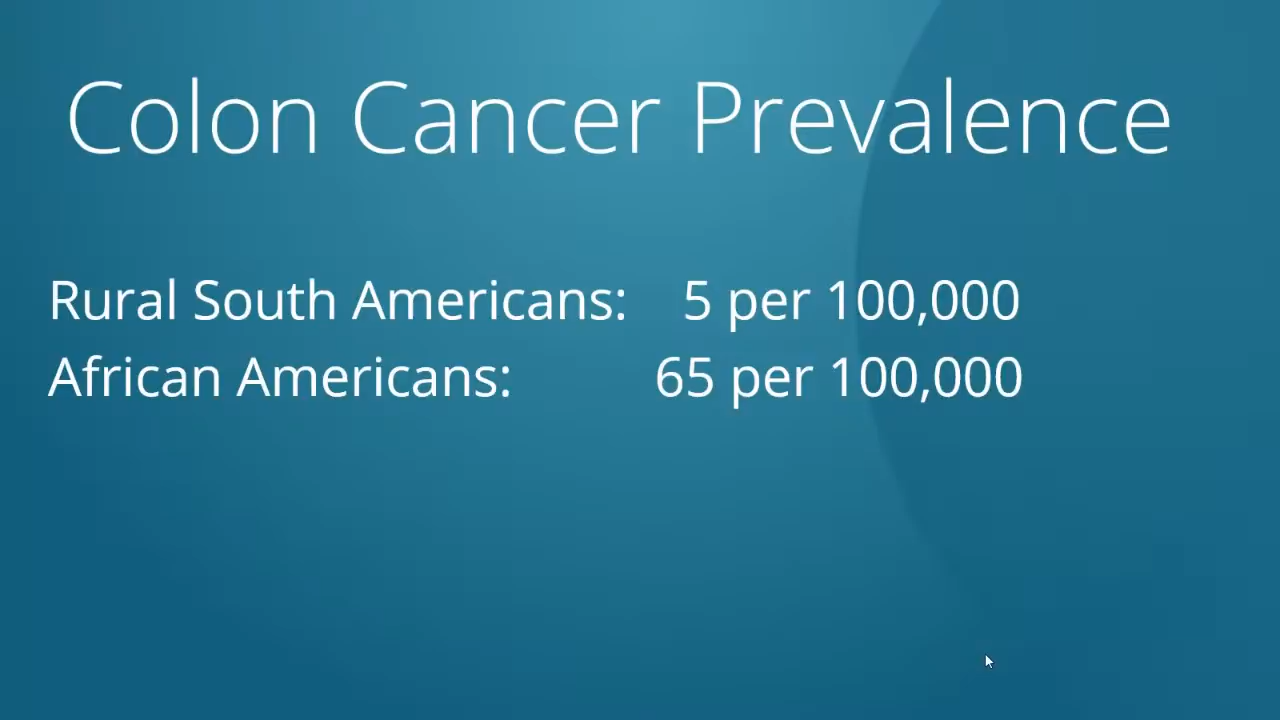 Colon Cancer Prevalence
Rural South Americans: 5 per 100,000
African Americans: 65 per 100,000